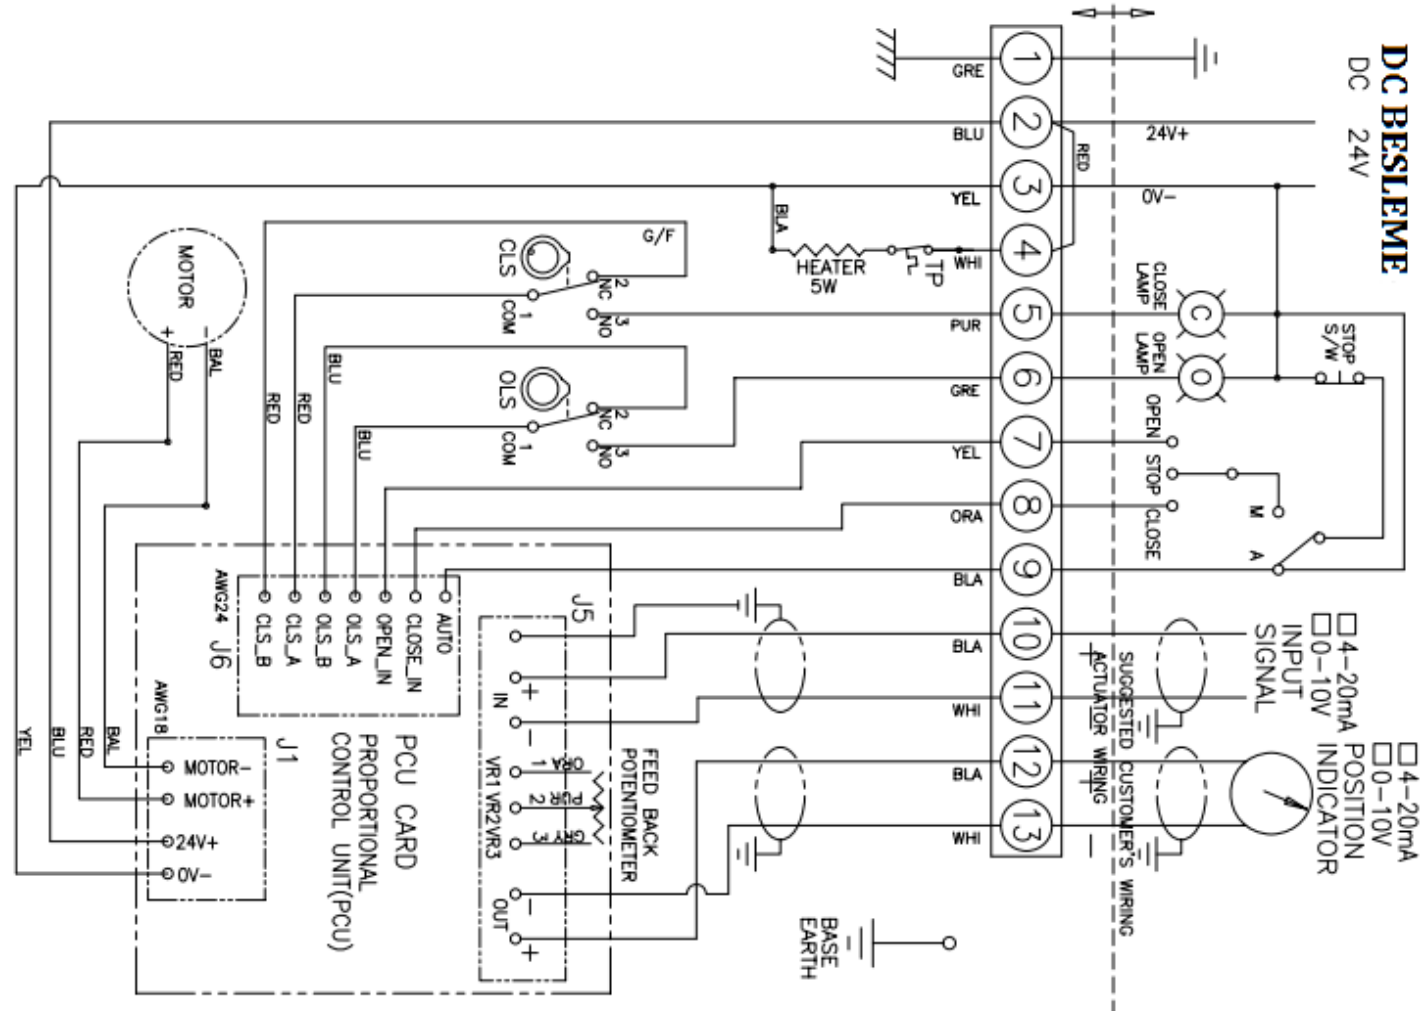 DC BESLEME
DC 24V
24V+
0V-
RED
1
2
3
4
5
6
7
8
9
10
11
12
13
GRE
BLU
YEL
WHI
PUR
GRE
YEL
ORA
BLA
BLA
WHI
BLA
WHI
BLA
HEATER
5W
TP
CLOSE
LAMP
C
OPEN
LAMP
O
STOP
S/W
OPEN
STOP
CLOSE
M
A
□ 4-20mA
□ 0-10V
INPUT
SIGNAL
□ 4-20mA
□ 0-10V
POSITION
INDICATOR
SUGGESTED CUSTOMER'S WIRING
ACTUATOR WIRING
+
-
+
-
BASE
EARTH
G/F
CLS
COM
1
NC
2
NO
3
OLS
COM
1
NC
2
NO
3
MOTOR
+
-
RED
BAL
RED
RED
BLU
BLU
AWG24
J6
CLS_B
CLS_A
OLS_B
OLS_A
OPEN_IN
CLOSE_IN
AUTO
J5
+
IN
-
VR1 VR2 VR3
ORA 1
PUR 2
GRY 3
FEED BACK
POTENTIOMETER
-
OUT
+
PCU CARD
PROPORTIONAL
CONTROL UNIT(PCU)
AWG18
J1
MOTOR-
MOTOR+
24V+
0V-
BAL
RED
BLU
YEL